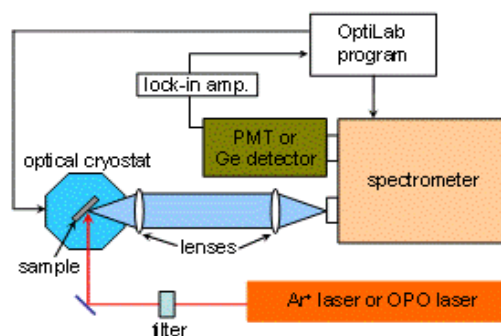 OptiLab
program
lock-in amp.
PMT or
Ge detector
optical cryostat
spectrometer
lenses
sample
Ar⁺ laser or OPO laser
filter